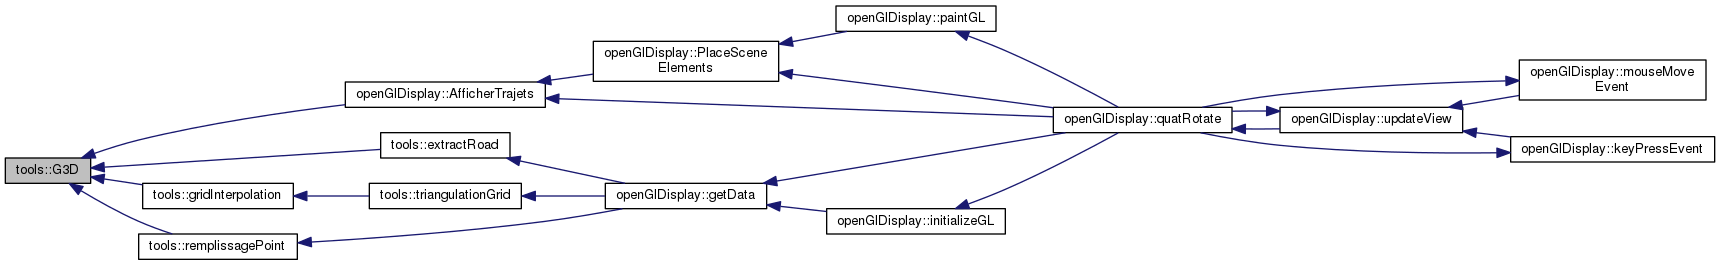 tools::G3D
openGlDisplay::AfficherTrajets
tools::extractRoad
tools::gridInterpolation
tools::remplissagePoint
tools::triangulationGrid
openGlDisplay::PlaceScene
Elements
openGlDisplay::getData
openGlDisplay::paintGL
openGlDisplay::initializeGL
openGlDisplay::quatRotate
openGlDisplay::updateView
openGlDisplay::mouseMove
Event
openGlDisplay::keyPressEvent